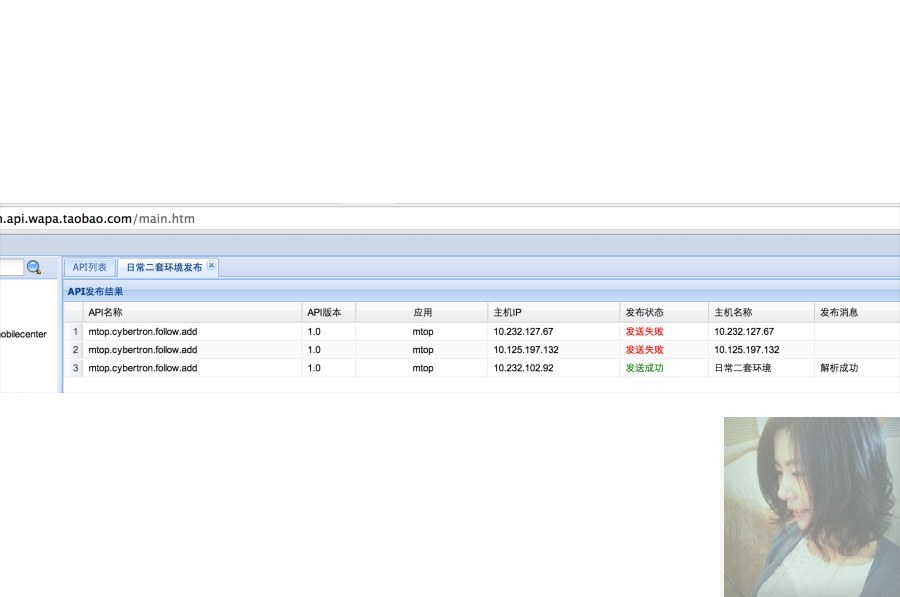 .api.wapa.taobao.com/main.htm
API列表 日常二套环境发布
API发布结果
API名称 API版本 应用 主机IP 发布状态 主机名称 发布消息
1 mtop.cybertron.follow.add 1.0 mtop 10.232.127.67 发送失败 10.232.127.67
obilecenter
2 mtop.cybertron.follow.add 1.0 mtop 10.125.197.132 发送失败 10.125.197.132
3 mtop.cybertron.follow.add 1.0 mtop 10.232.102.92 发送成功 日常二套环境 解析成功